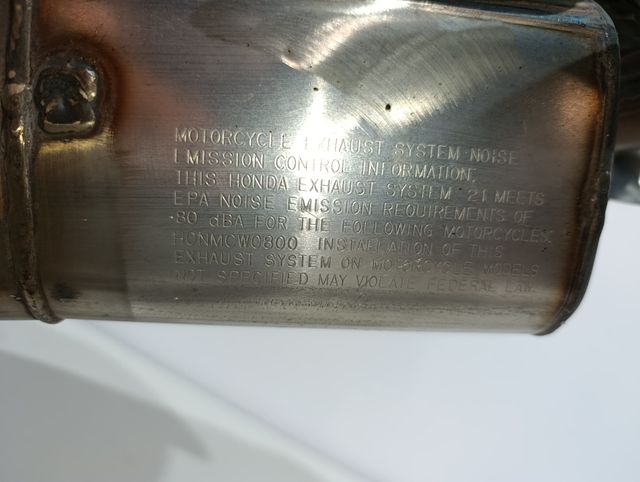 MOTORCYCLE EXHAUST SYSTEM NOISE
EMISSION CONTROL INFORMATION.
THIS HONDA EXHAUST SYSTEM 21 MEETS
EPA NOISE EMISSION REQUIREMENTS OF
80 dBA FOR THE FOLLOWING MOTORCYCLES:
HONMCW0800 INSTALLATION OF THIS
EXHAUST SYSTEM ON MOTORCYCLE MODELS
NOT SPECIFIED MAY VIOLATE FEDERAL LAW.